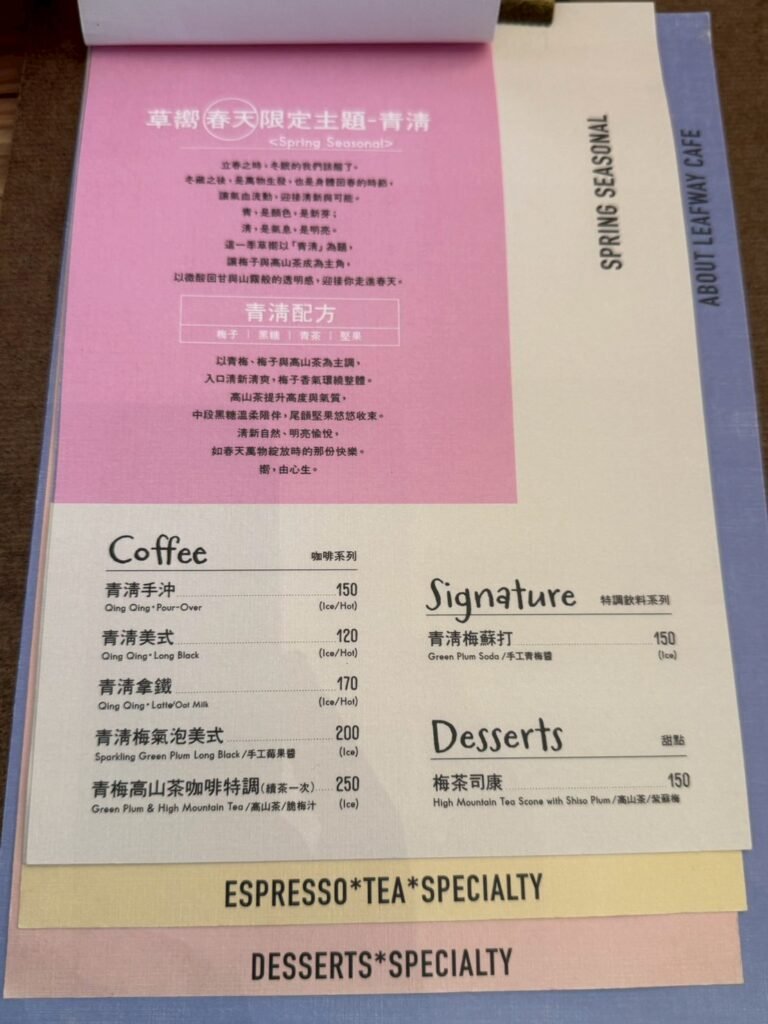 草嚮春天限定主題-青淸
<Spring Seasonal>
立春之時，冬眠的我們該醒了。
冬藏之後，是萬物生發，也是身體回春的時節，
讓氣血流動，迎接清新與可能。
青，是顏色，是新芽；
清，是氣息，是明亮。
這一季草嚮以「青淸」為題，
讓梅子與高山茶成為主角，
以微酸回甘與山霧般的透明感，迎接你走進春天。
青淸配方
梅子｜黑糖｜青茶｜堅果
以青梅、梅子與高山茶為主調，
入口清新清爽，梅子香氣環繞整體。
高山茶提升高度與氣質，
中段黑糖溫柔陪伴，尾韻堅果悠悠收束。
清新自然、明亮愉悅，
如春天萬物綻放時的那份快樂。
嚮，由心生。
SPRING SEASONAL
ABOUT LEAFWAY CAFE
Coffee 咖啡系列
青淸手沖 150
Qing Qing・Pour-Over (Ice/Hot)
青淸美式 120
Qing Qing・Long Black (Ice/Hot)
青淸拿鐵 170
Qing Qing・Latte/Oat Milk (Ice/Hot)
青淸梅氣泡美式 200
Sparkling Green Plum Long Black /手工莓果醬 (Ice)
青梅高山茶咖啡特調(續茶一次) 250
Green Plum & High Mountain Tea /高山茶/脆梅汁 (Ice)
Signature 特調飲料系列
青淸梅蘇打 150
Green Plum Soda /手工青梅醬 (Ice)
Desserts 甜點
梅茶司康 150
High Mountain Tea Scone with Shiso Plum /高山茶/紫蘇梅
ESPRESSO*TEA*SPECIALTY
DESSERTS*SPECIALTY